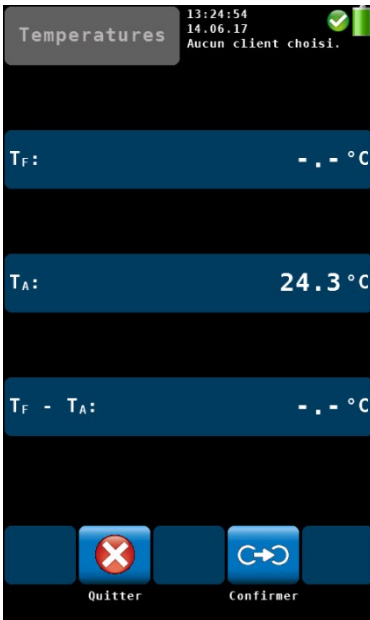 Temperatures
13:24:54
14.06.17
Aucun client choisi.
TF: -.-°C
TA: 24.3°C
TF - TA: -.-°C
Quitter Confirmer